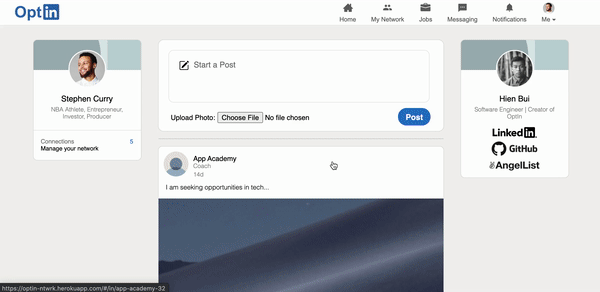 Optin
Home
My Network
Jobs
Messaging
Notifications
Me
Stephen Curry
NBA Athlete, Entrepreneur,
Investor, Producer
Connections 5
Manage your network
Start a Post
Upload Photo: Choose File No file chosen
Post
App Academy
Coach
14d
I am seeking opportunities in tech...
Hien Bui
Software Engineer | Creator of
OptIn
LinkedIn
GitHub
AngelList
https://optin-ntwrk.herokuapp.com/#/in/app-academy-32